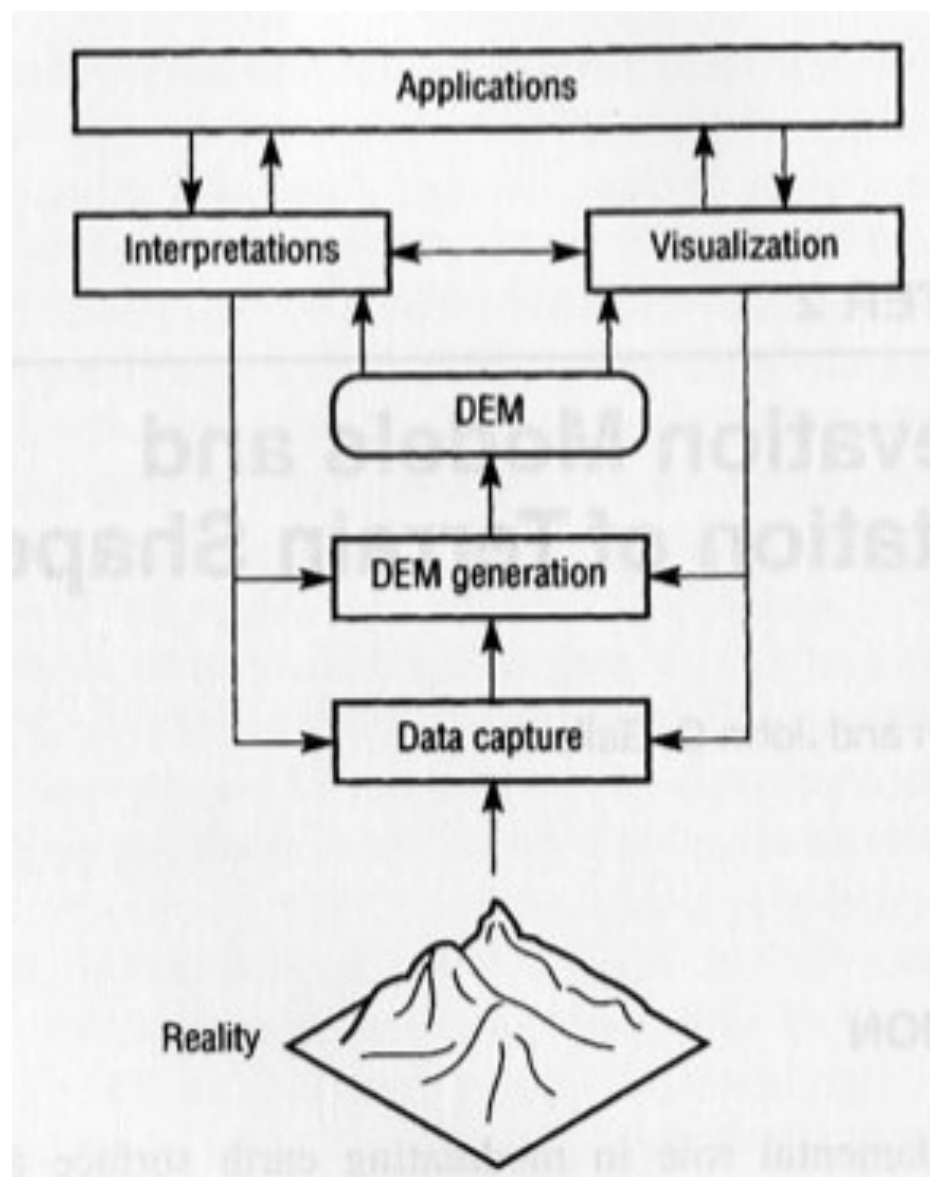 Applications
Interpretations
Visualization
DEM
DEM generation
Data capture
Reality